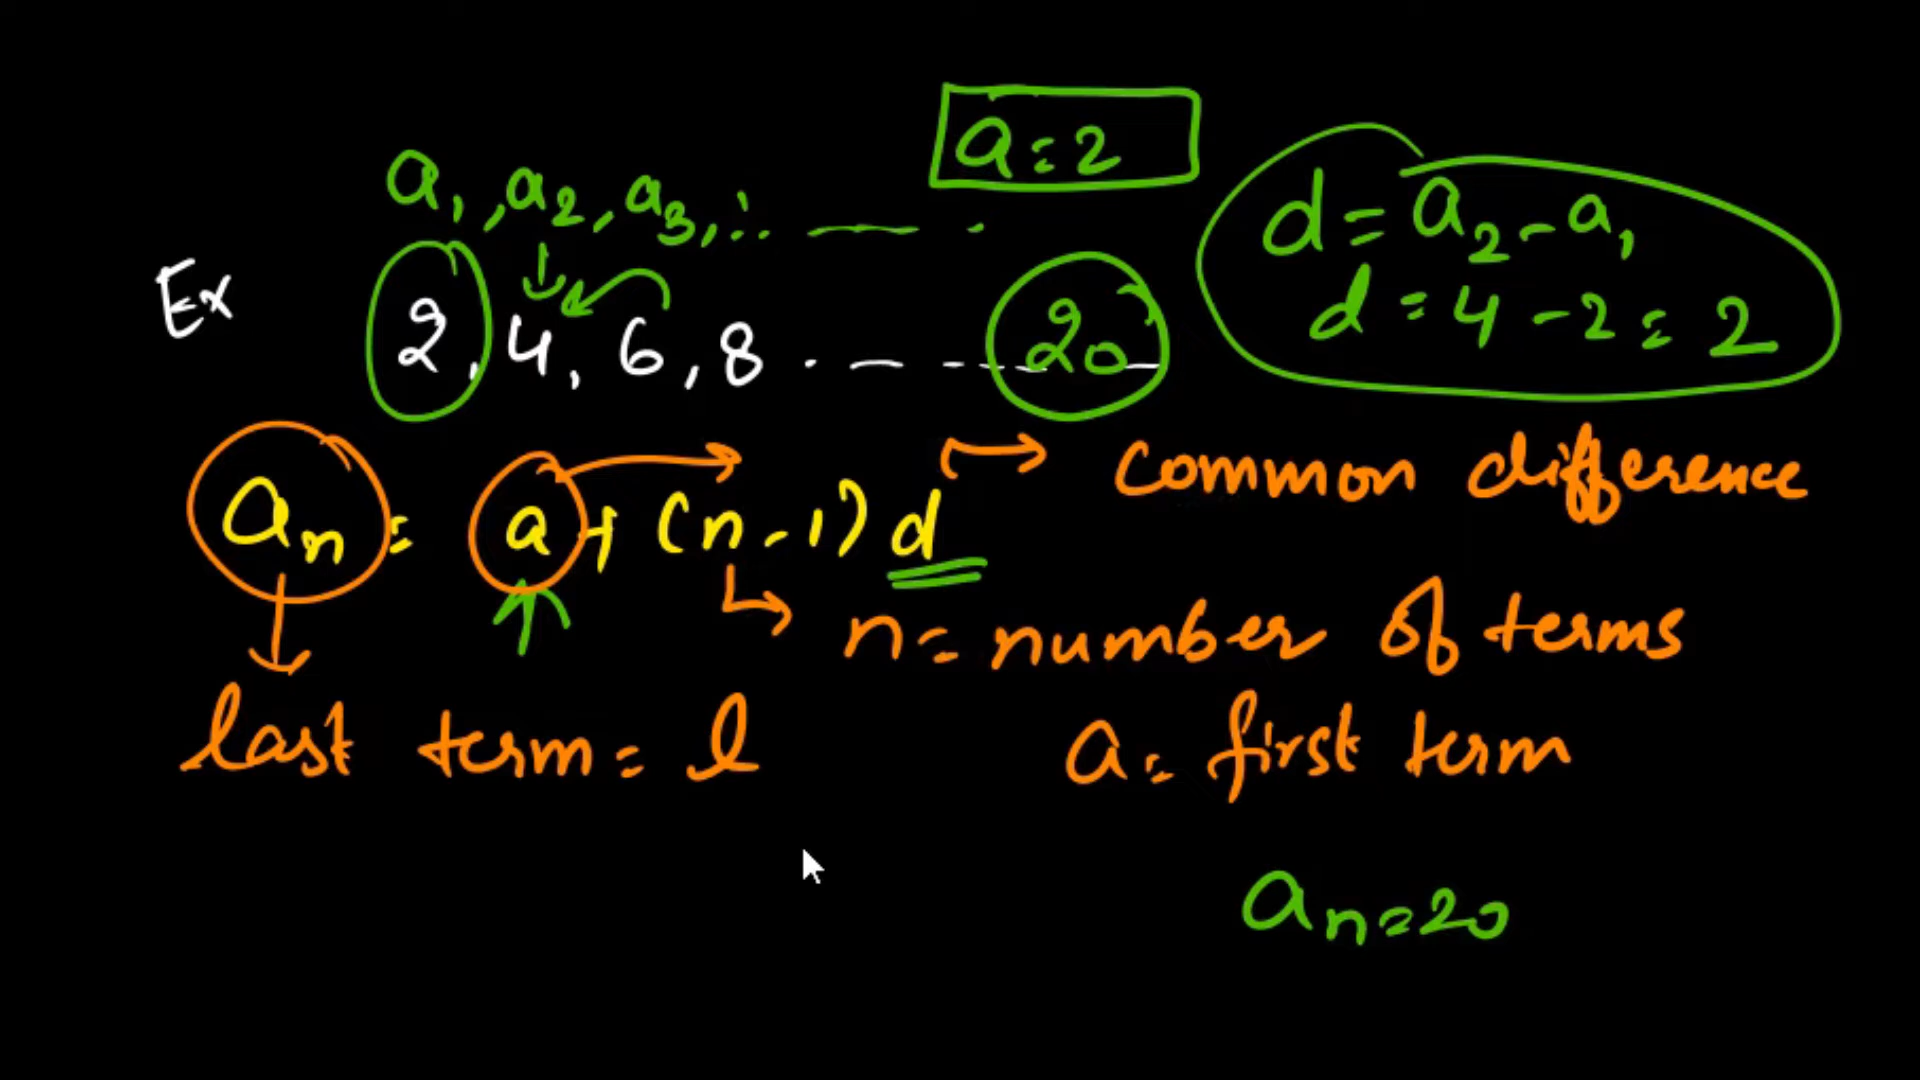 a = 2
a₁, a₂, a₃, ...
d = a₂ - a₁
Ex 2, 4, 6, 8 . - - - 20
d = 4 - 2 = 2
common difference
aₙ = a + (n - 1) d
n = number of terms
last term = l
a = first term
aₙ = 20